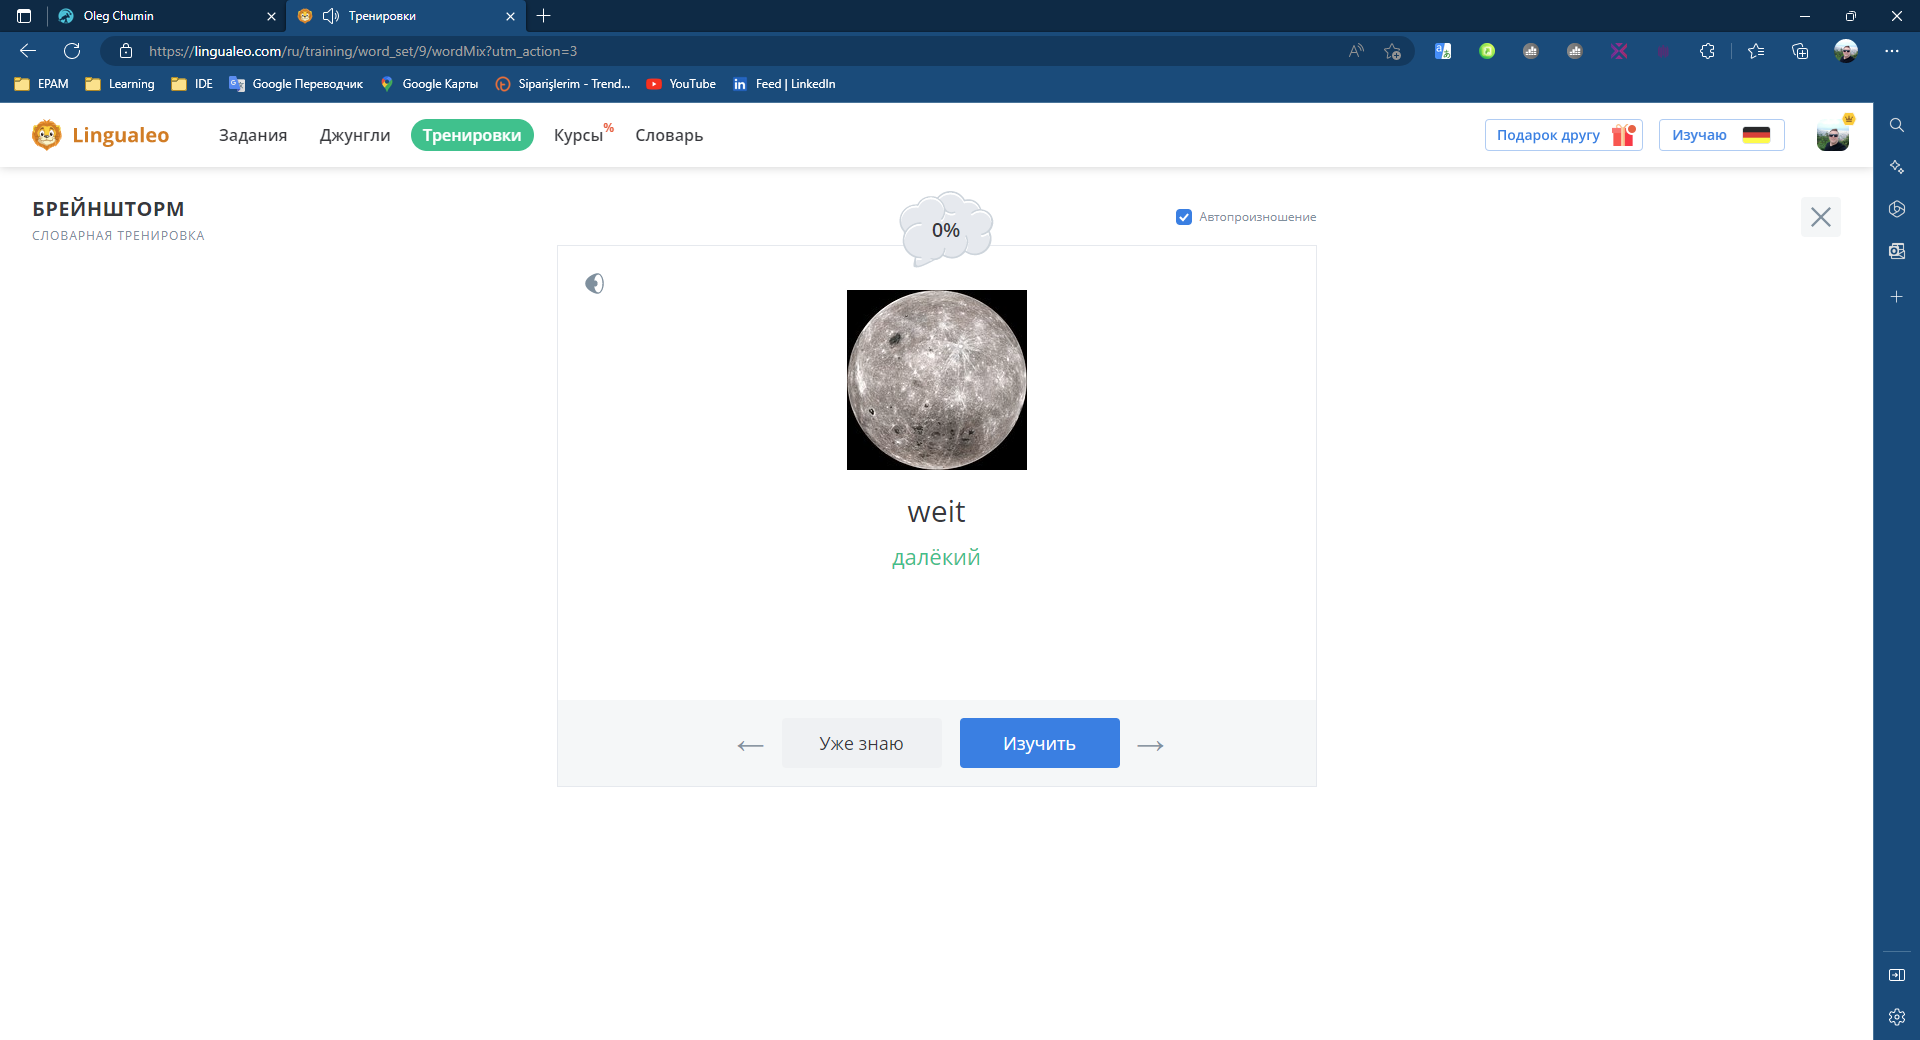 Oleg Chumin
Тренировки
https://lingualeo.com/ru/training/word_set/9/wordMix?utm_action=3
EPAM
Learning
IDE
Google Переводчик
Google Карты
Siparişlerim - Trend...
YouTube
Feed | LinkedIn
Lingualeo
Задания
Джунгли
Тренировки
Курсы%
Словарь
Подарок другу
Изучаю
БРЕЙНШТОРМ
СЛОВАРНАЯ ТРЕНИРОВКА
0%
Автопроизношение
weit
далёкий
Уже знаю
Изучить